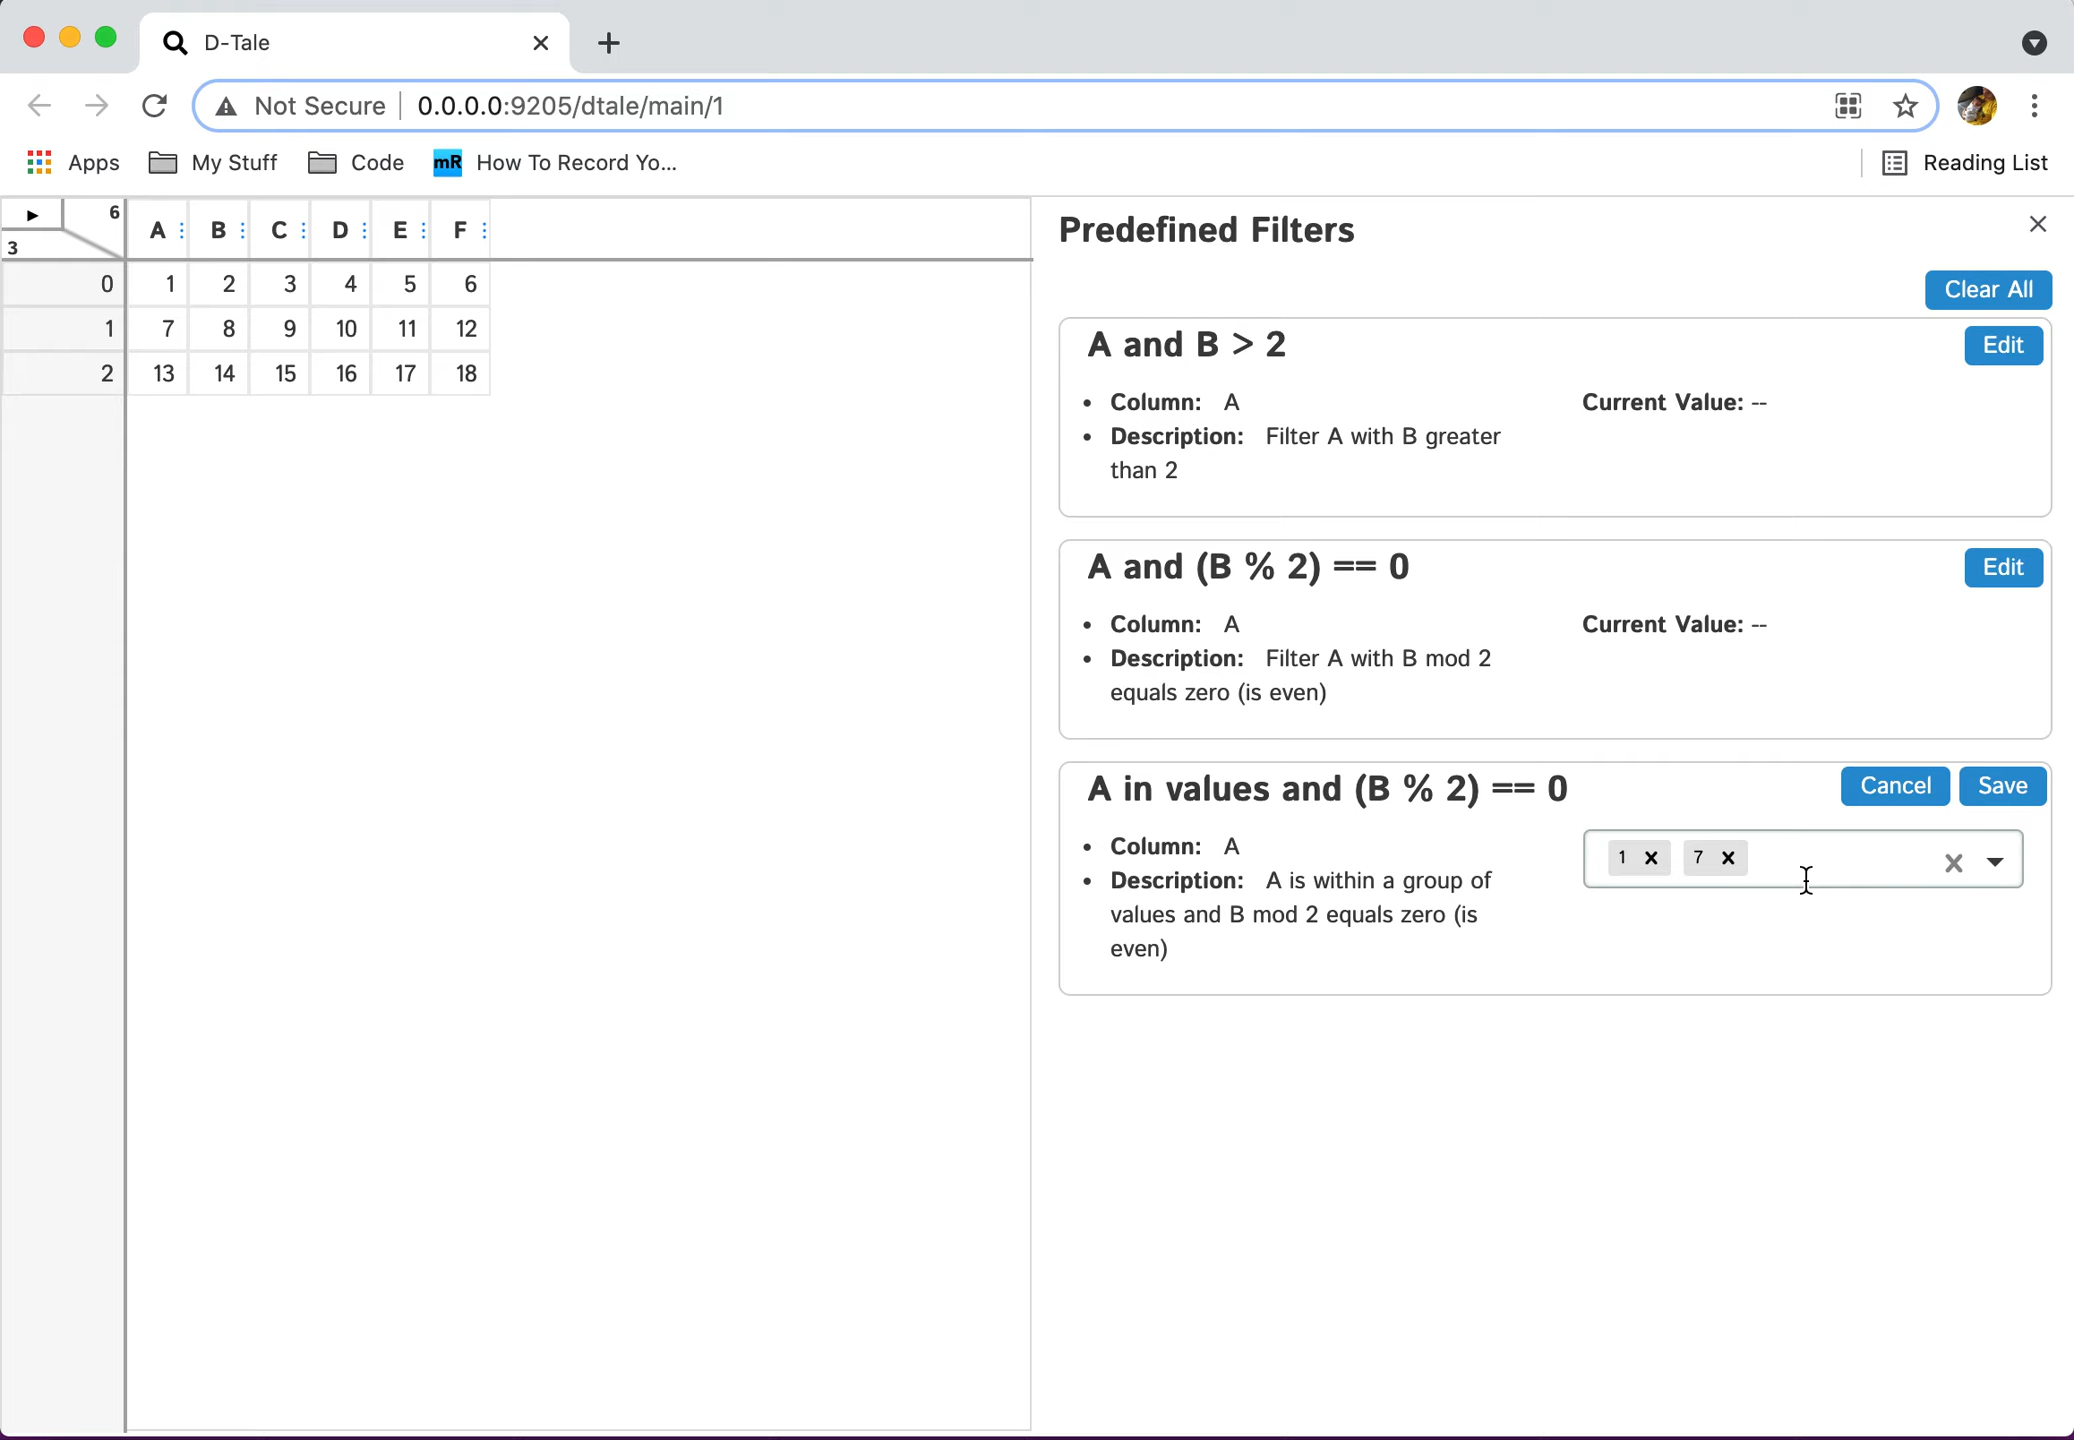 D-Tale
Not Secure 0.0.0.0:9205/dtale/main/1
Apps My Stuff Code mR How To Record Yo... Reading List
6
3
A B C D E F
0 1 2 3 4 5 6
1 7 8 9 10 11 12
2 13 14 15 16 17 18
Predefined Filters
Clear All
A and B > 2 Edit
• Column: A Current Value: --
• Description: Filter A with B greater
than 2
A and (B % 2) == 0 Edit
• Column: A Current Value: --
• Description: Filter A with B mod 2
equals zero (is even)
A in values and (B % 2) == 0 Cancel Save
• Column: A
1 7
• Description: A is within a group of
values and B mod 2 equals zero (is
even)